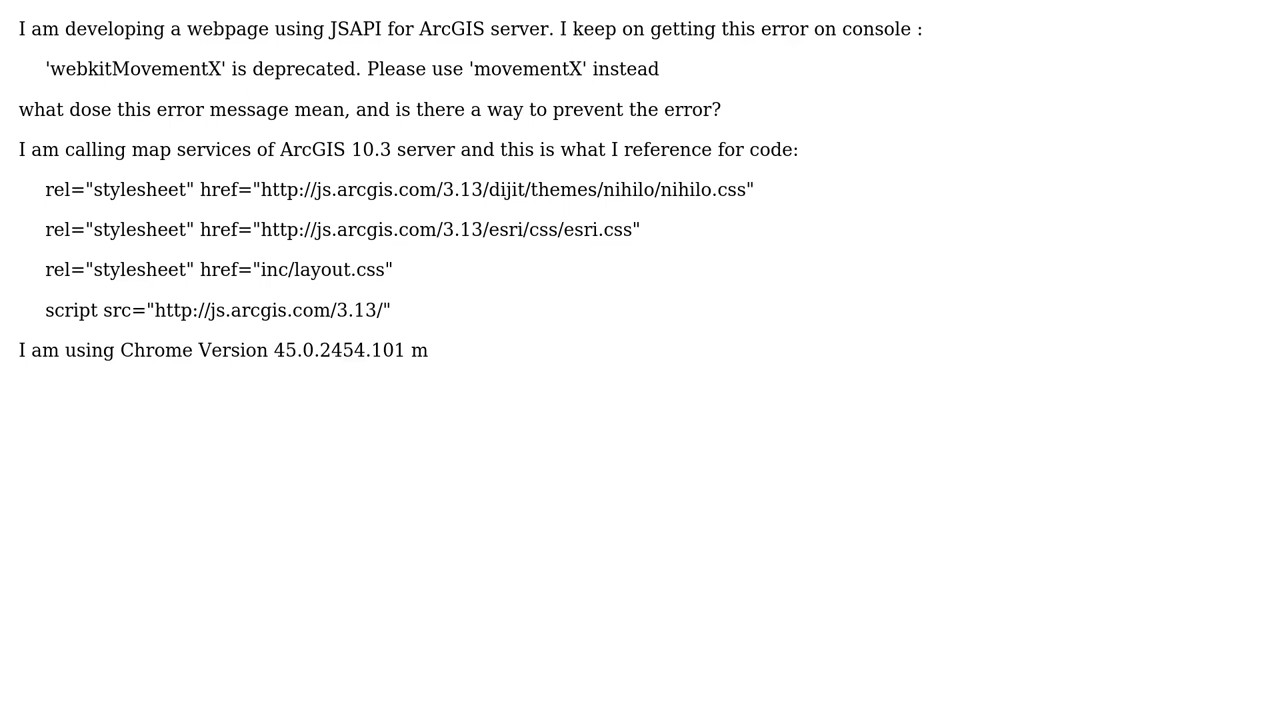 I am developing a webpage using JSAPI for ArcGIS server. I keep on getting this error on console :
'webkitMovementX' is deprecated. Please use 'movementX' instead
what dose this error message mean, and is there a way to prevent the error?
I am calling map services of ArcGIS 10.3 server and this is what I reference for code:
rel="stylesheet" href="http://js.arcgis.com/3.13/dijit/themes/nihilo/nihilo.css"
rel="stylesheet" href="http://js.arcgis.com/3.13/esri/css/esri.css"
rel="stylesheet" href="inc/layout.css"
script src="http://js.arcgis.com/3.13/"
I am using Chrome Version 45.0.2454.101 m